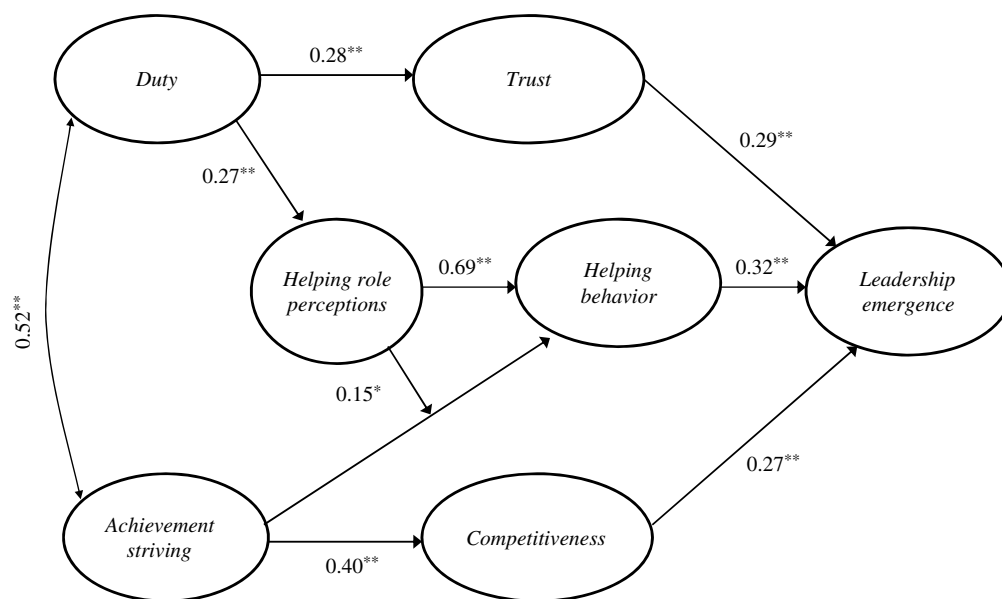 Duty
0.28**
Trust
0.29**
0.27**
Helping role
perceptions
0.69**
Helping
behavior
0.32**
Leadership
emergence
0.52**
0.15*
0.27**
Achievement
striving
0.40**
Competitiveness